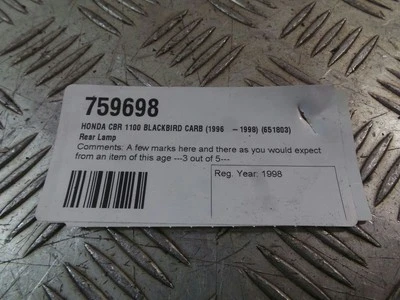 759698
HONDA CBR 1100 BLACKBIRD CARB (1996 - 1998) (651803)
Rear Lamp
Comments: A few marks here and there as you would expect
from an item of this age ---3 out of 5---
Reg. Year: 1998